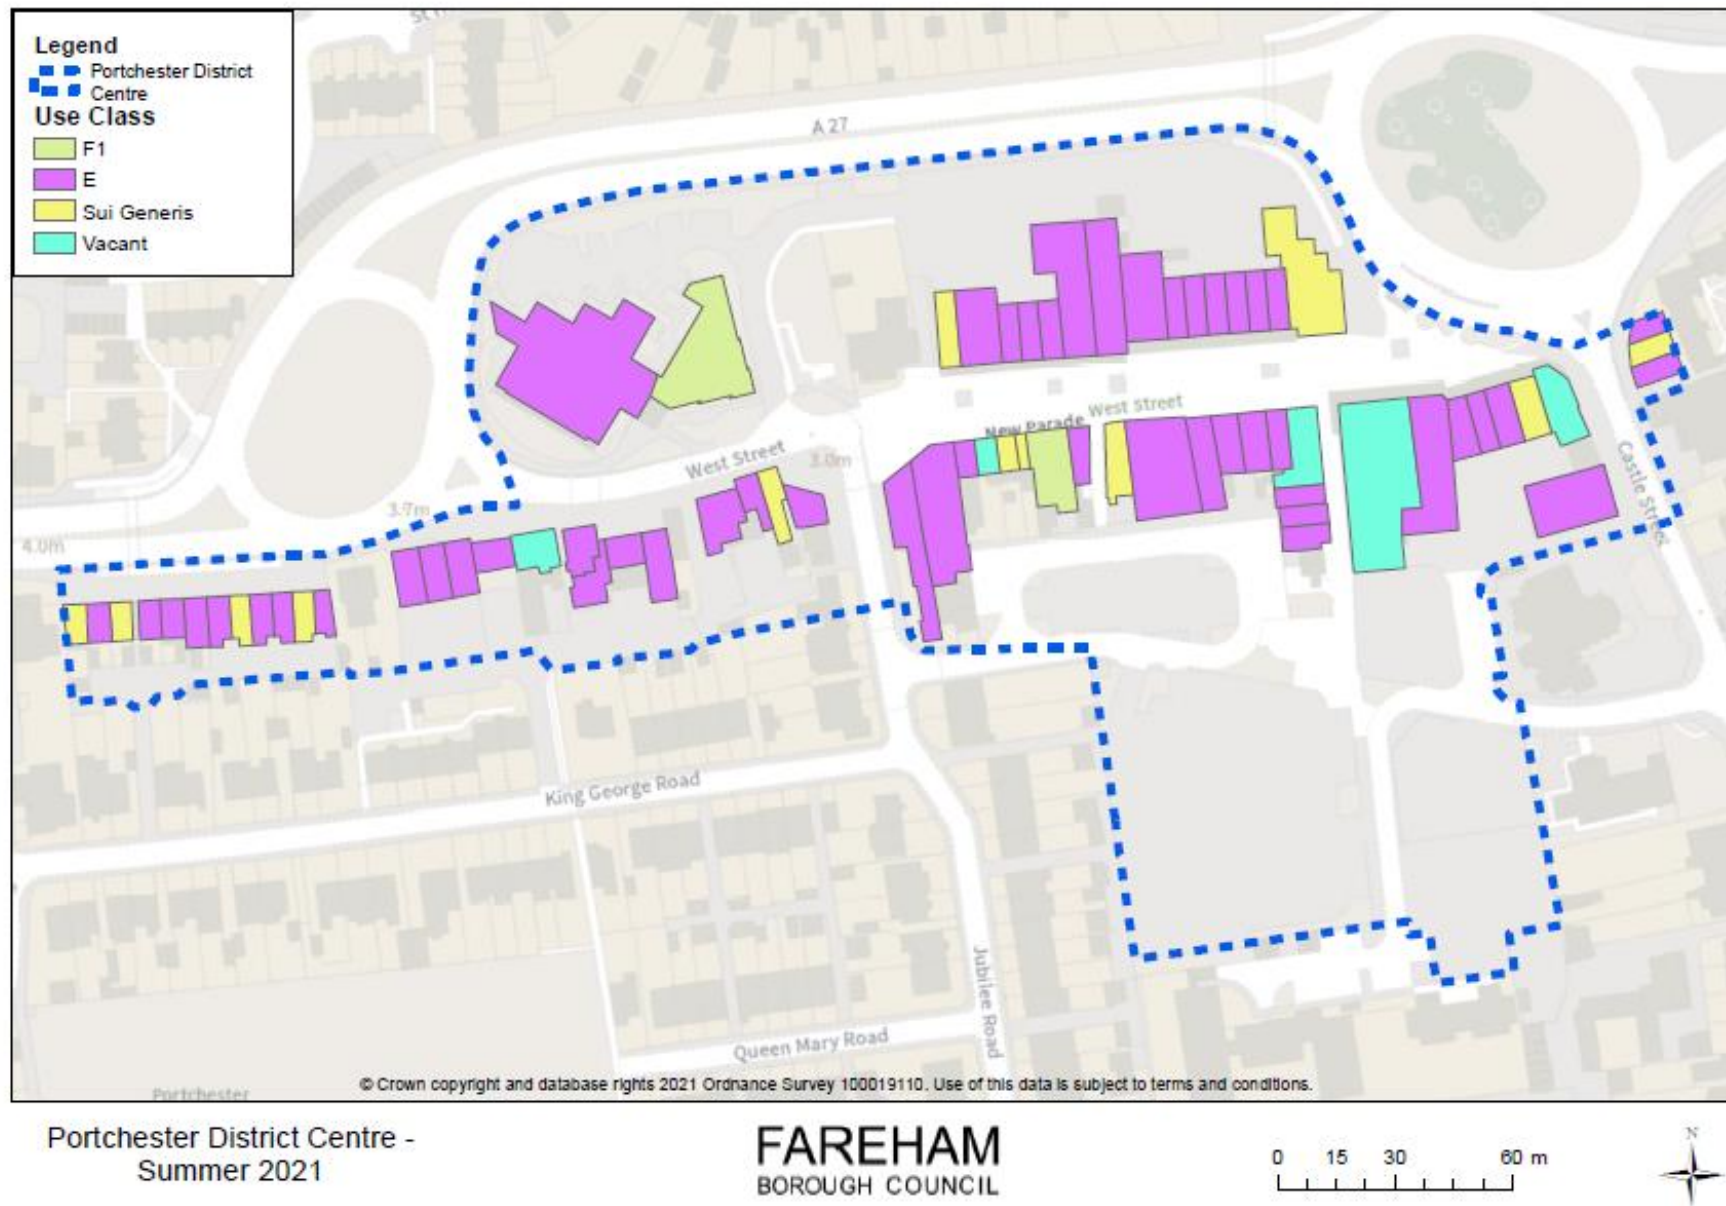 Legend
Portchester District
Centre
Use Class
F1
E
Sui Generis
Vacant
A 27
West Street
New Parade
West Street
3.0m
3.7m
4.0m
Castle Street
King George Road
Jubilee Road
Queen Mary Road
Portchester
© Crown copyright and database rights 2021 Ordnance Survey 100019110. Use of this data is subject to terms and conditions.
Portchester District Centre -
Summer 2021
FAREHAM
BOROUGH COUNCIL
0 15 30 60 m
N